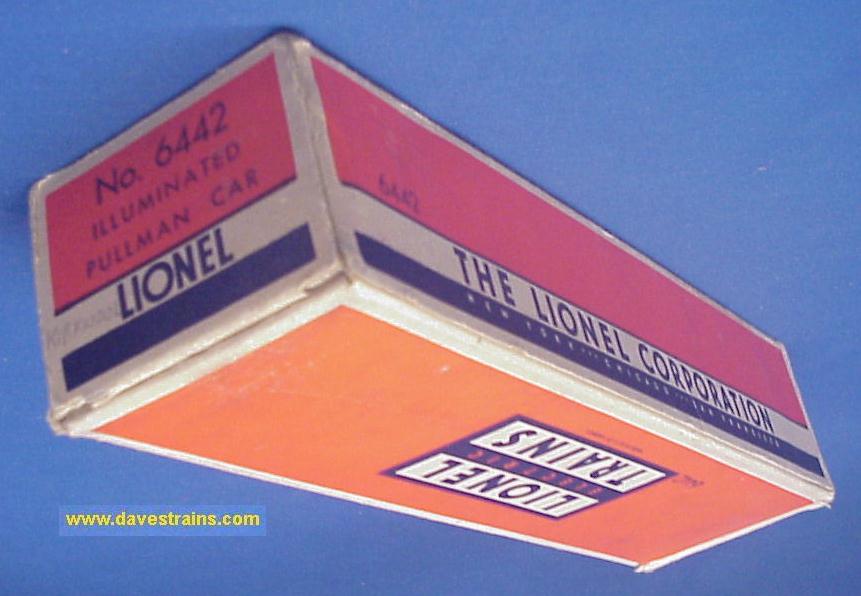 No. 6442
ILLUMINATED
PULLMAN CAR
LIONEL
6442
THE LIONEL CORPORATION
NEW YORK CHICAGO SAN FRANCISCO
LIONEL
ELECTRIC
TRAINS
www.davestrains.com